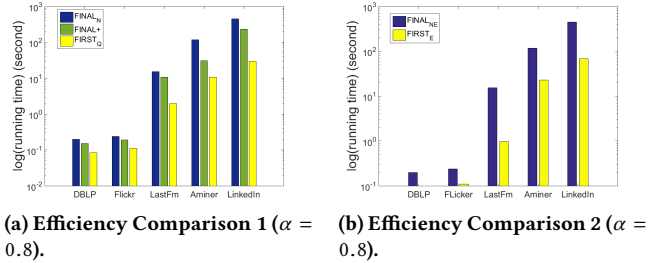 log(running time) (second)
10^3
10^2
10^1
10^0
10^-1
10^-2
FINAL_N
FINAL+
FIRST_Q
DBLP Flickr LastFm Aminer LinkedIn
(a) Efficiency Comparison 1 (α =
0.8).
log(running time) (second)
10^3
10^2
10^1
10^0
10^-1
FINAL_NE
FIRST_E
DBLP FLicker LastFm Aminer LinkedIn
(b) Efficiency Comparison 2 (α =
0.8).